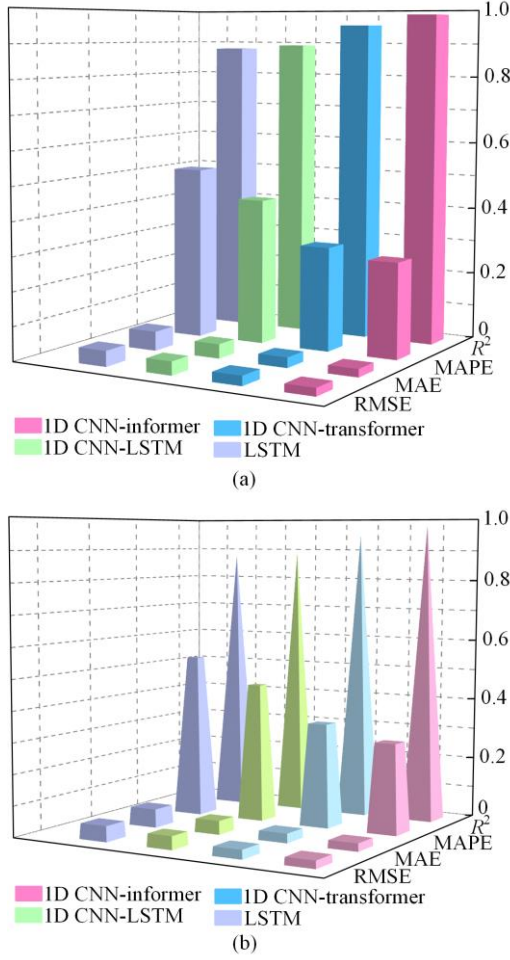 1.0
0.8
0.6
0.4
0.2
0
R²
MAPE
MAE
RMSE
1D CNN-informer 1D CNN-transformer
1D CNN-LSTM LSTM
(a)
1.0
0.8
0.6
0.4
0.2
0
R²
MAPE
MAE
RMSE
1D CNN-informer 1D CNN-transformer
1D CNN-LSTM LSTM
(b)